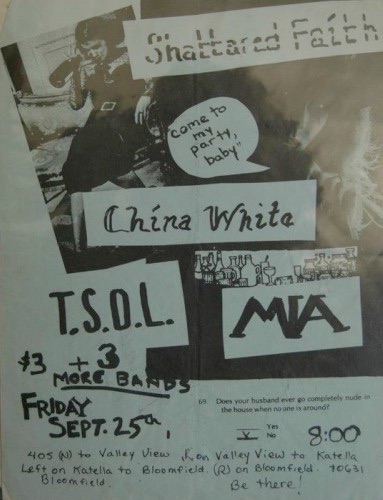 Shattared Faith
"come to
my
party,
baby"
China White
T.S.O.L.
MIA
$3 + 3
MORE BANDS
FRIDAY
SEPT. 25th,
69. Does your husband ever go completely nude in
the house when no one is around?
Yes
V No
8:00
405 (N) to Valley View, R on Valley View to Katella
Left on Katella to Bloomfield. (R) on Bloomfield. 10631
Bloomfield.
Be there!